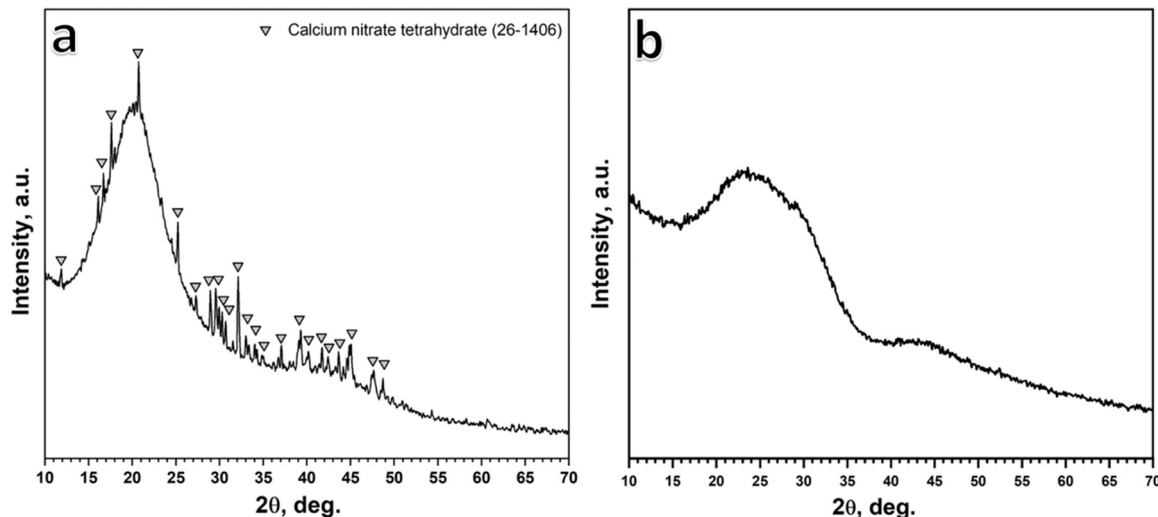 a
Calcium nitrate tetrahydrate (26-1406)
Intensity, a.u.
10 15 20 25 30 35 40 45 50 55 60 65 70
2θ, deg.
b
Intensity, a.u.
10 15 20 25 30 35 40 45 50 55 60 65 70
2θ, deg.